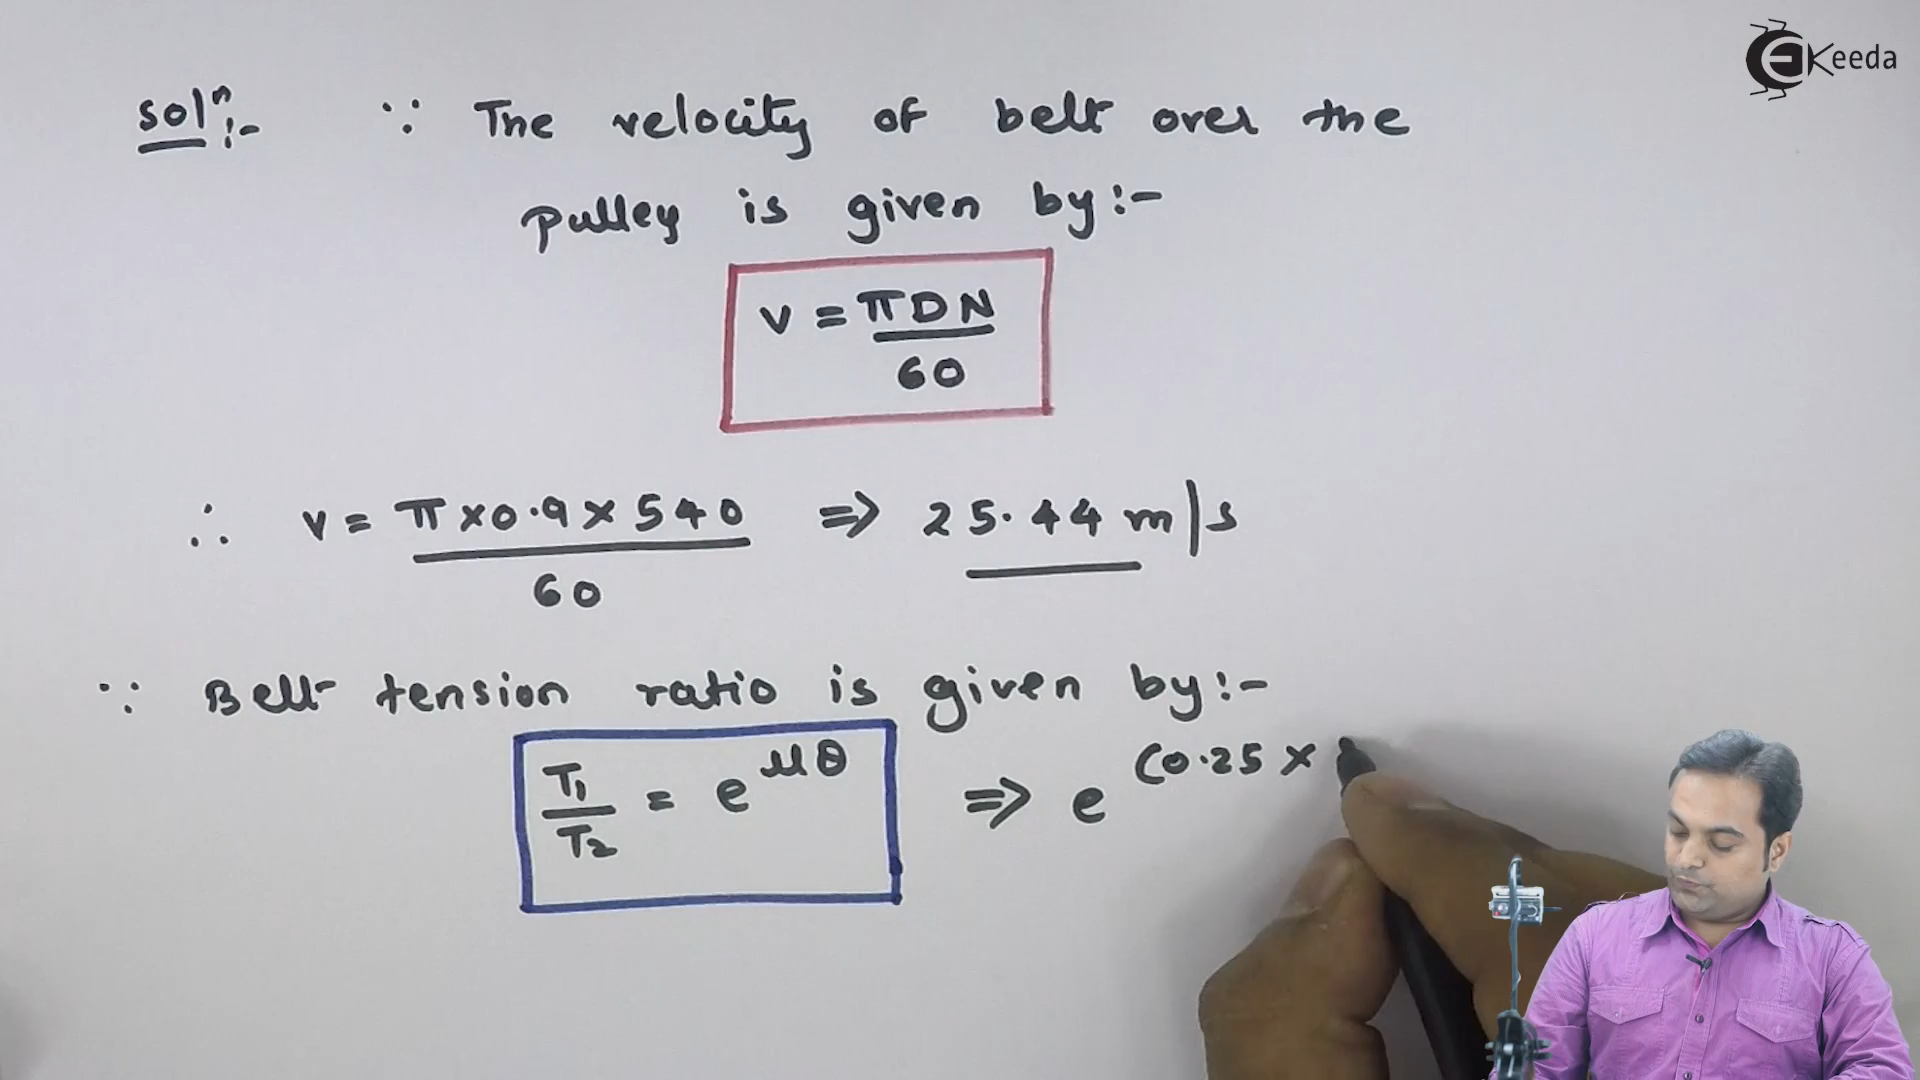 Keeda
solⁿ:- ∵ The velocity of belt over the
pulley is given by:-
V = πDN
60
∴ V = π×0.9×540 ⇒ 25.44 m/s
60
∵ Belt tension ratio is given by:-
T₁/T₂ = e^μθ ⇒ e^(0.25 ×